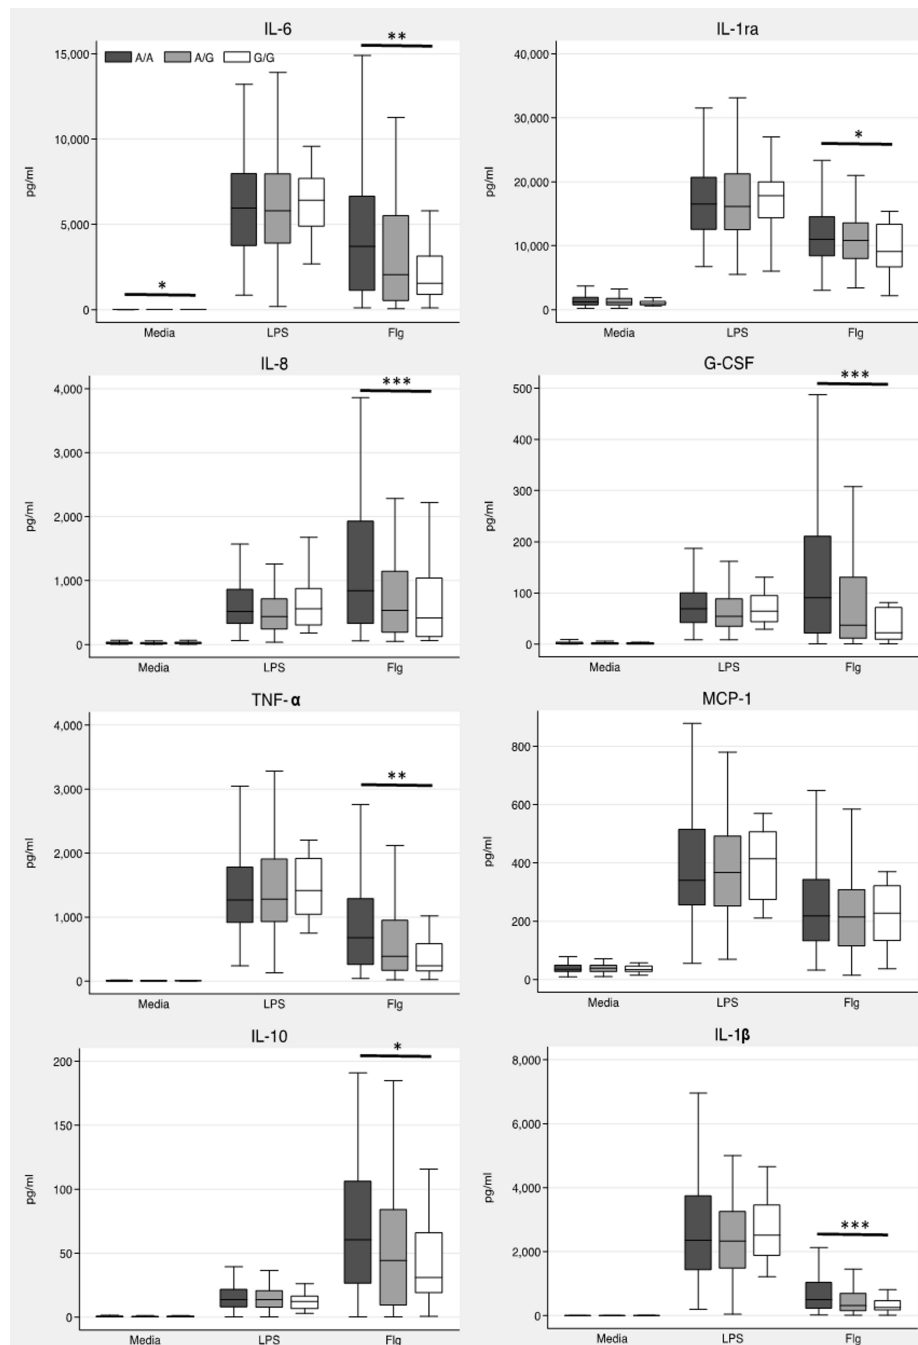 IL-6
A/A A/G G/G
**
*
15,000
10,000
5,000
0
pg/ml
Media LPS Flg
IL-1ra
*
40,000
30,000
20,000
10,000
0
pg/ml
Media LPS Flg
IL-8
***
4,000
3,000
2,000
1,000
0
pg/ml
Media LPS Flg
G-CSF
***
500
400
300
200
100
0
pg/ml
Media LPS Flg
TNF-α
**
4,000
3,000
2,000
1,000
0
pg/ml
Media LPS Flg
MCP-1
800
600
400
200
0
pg/ml
Media LPS Flg
IL-10
*
200
150
100
50
0
pg/ml
Media LPS Flg
IL-1β
***
8,000
6,000
4,000
2,000
0
pg/ml
Media LPS Flg